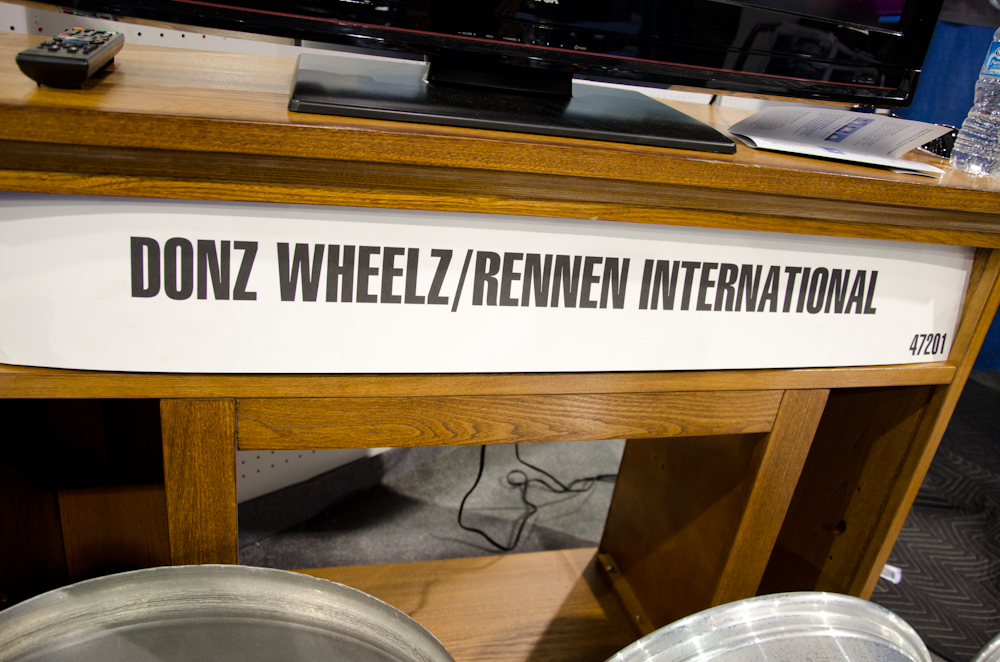 DONZ WHEELZ/RENNEN INTERNATIONAL
47201